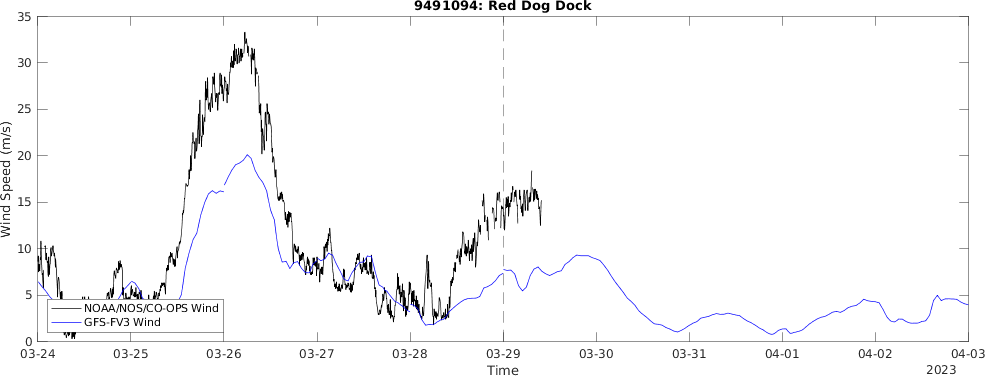 9491094: Red Dog Dock
35
30
25
20
15
10
5
0
Wind Speed (m/s)
NOAA/NOS/CO-OPS Wind
GFS-FV3 Wind
03-24 03-25 03-26 03-27 03-28 03-29 03-30 03-31 04-01 04-02 04-03
Time
2023